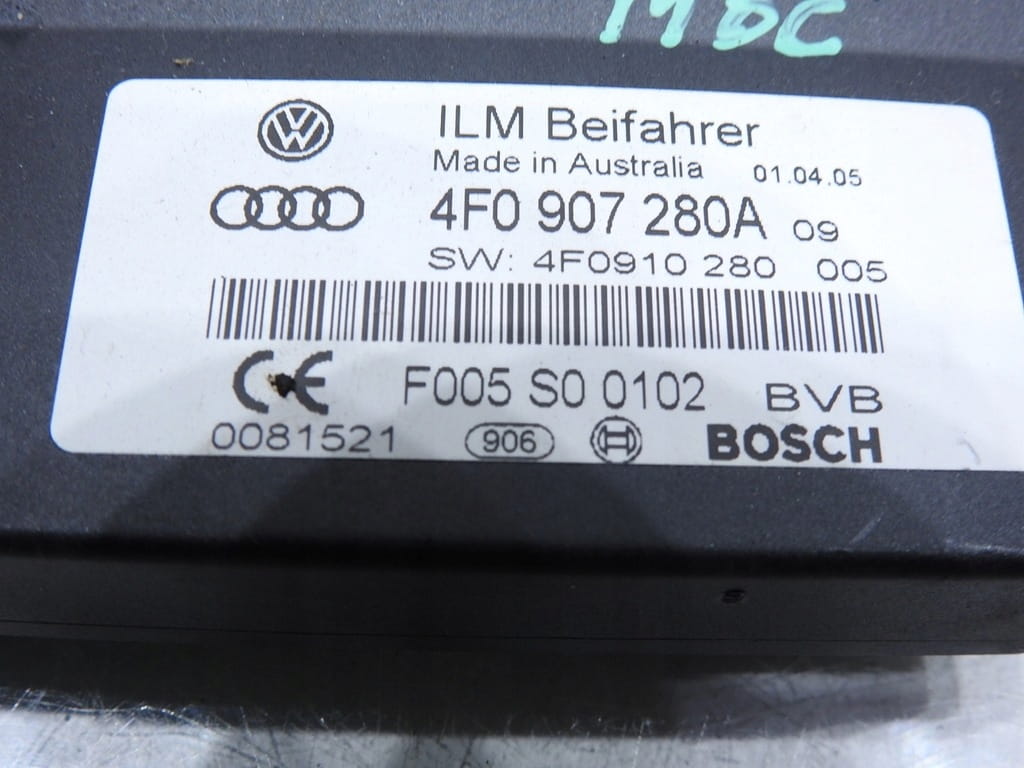 ILM Beifahrer
Made in Australia 01.04.05
4F0 907 280A 09
SW: 4F0910 280 005
CE F005 S0 0102 BVB
0081521 906 BOSCH